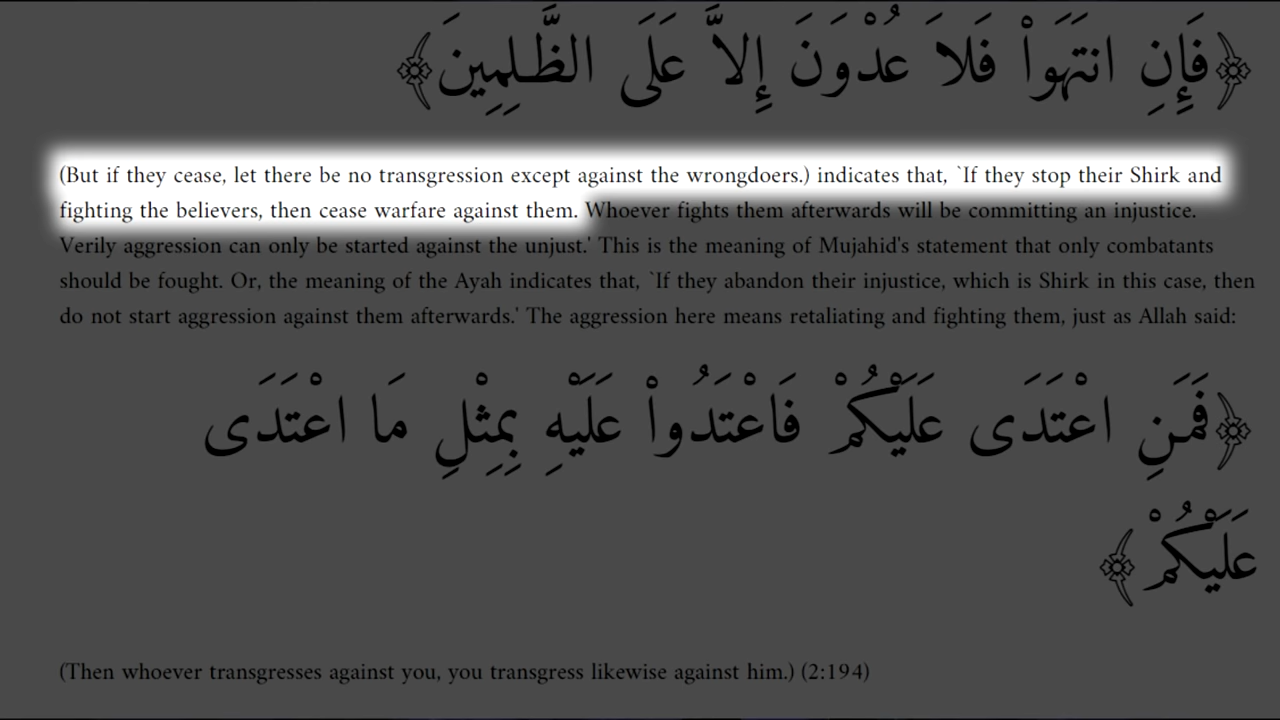 ﴿فَإِنِ انتَهَواْ فَلاَ عُدْوَنَ إِلاَّ عَلَى الظَّـلِمِينَ﴾
(But if they cease, let there be no transgression except against the wrongdoers.) indicates that, `If they stop their Shirk and
fighting the believers, then cease warfare against them. Whoever fights them afterwards will be committing an injustice.
Verily aggression can only be started against the unjust.' This is the meaning of Mujahid's statement that only combatants
should be fought. Or, the meaning of the Ayah indicates that, `If they abandon their injustice, which is Shirk in this case, then
do not start aggression against them afterwards.' The aggression here means retaliating and fighting them, just as Allah said:
﴿فَمَنِ اعْتَدَى عَلَيْكُمْ فَاعْتَدُواْ عَلَيْهِ بِمِثْلِ مَا اعْتَدَى
عَلَيْكُمْ﴾
(Then whoever transgresses against you, you transgress likewise against him.) (2:194)